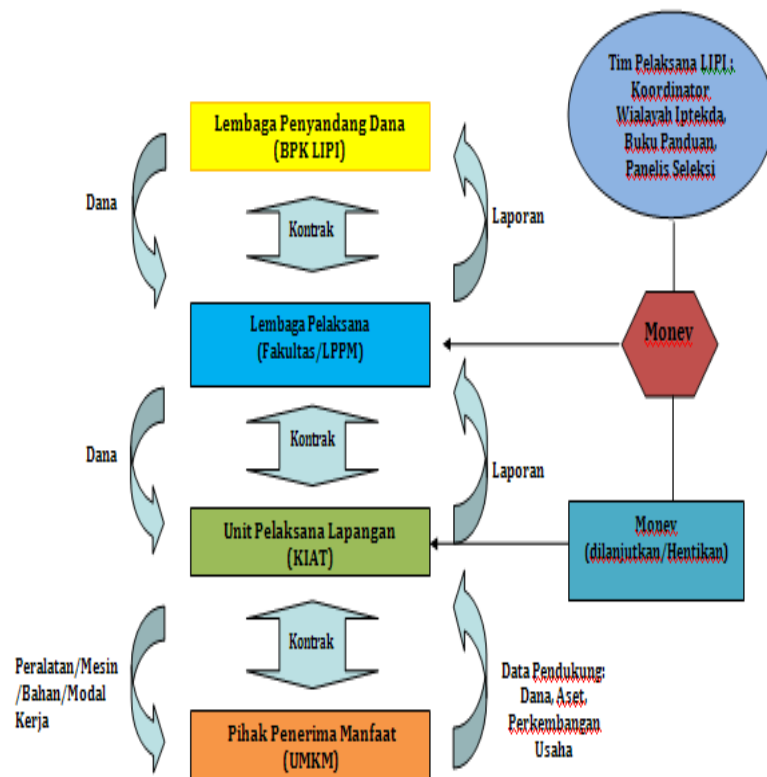 Tim Pelaksana LIPI :
Koordinator
Wialayah Iptekda,
Buku Panduan,
Panelis Seleksi
Lembaga Penyandang Dana
(BPK LIPI)
Dana
Kontrak
Laporan
Lembaga Pelaksana
(Fakultas/LPPM)
Monev
Dana
Kontrak
Laporan
Unit Pelaksana Lapangan
(KIAT)
Monev
(dilanjutkan/Hentikan)
Peralatan/Mesin
/Bahan/Modal
Kerja
Kontrak
Data Pendukung:
Dana, Aset,
Perkembangan
Usaha
Pihak Penerima Manfaat
(UMKM)